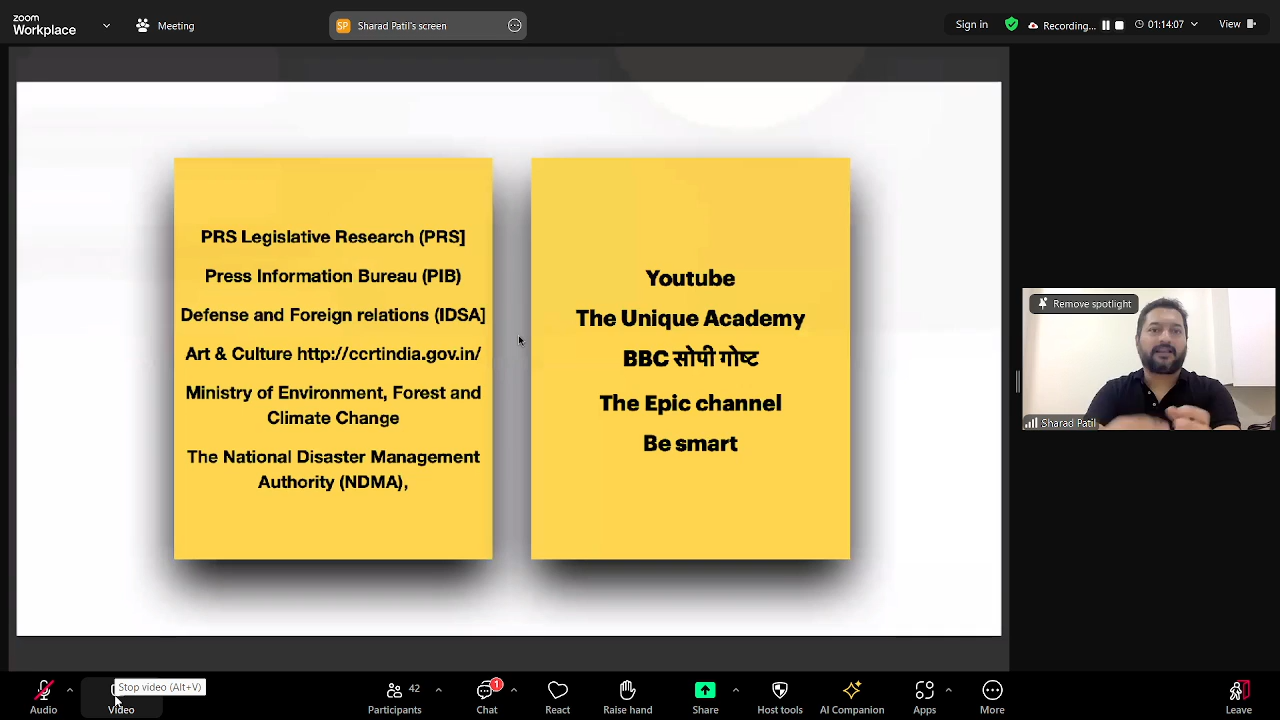 zoom
Workplace
Meeting
SP Sharad Patil's screen
Sign in
Recording...
01:14:07
View
PRS Legislative Research (PRS]
Press Information Bureau (PIB)
Defense and Foreign relations (IDSA]
Art & Culture http://ccrtindia.gov.in/
Ministry of Environment, Forest and
Climate Change
The National Disaster Management
Authority (NDMA),
Youtube
The Unique Academy
BBC सोपी गोष्ट
The Epic channel
Be smart
Remove spotlight
Sharad Patil
Audio
Stop video (Alt+V)
Video
42
Participants
1
Chat
React
Raise hand
Share
Host tools
AI Companion
Apps
More
Leave